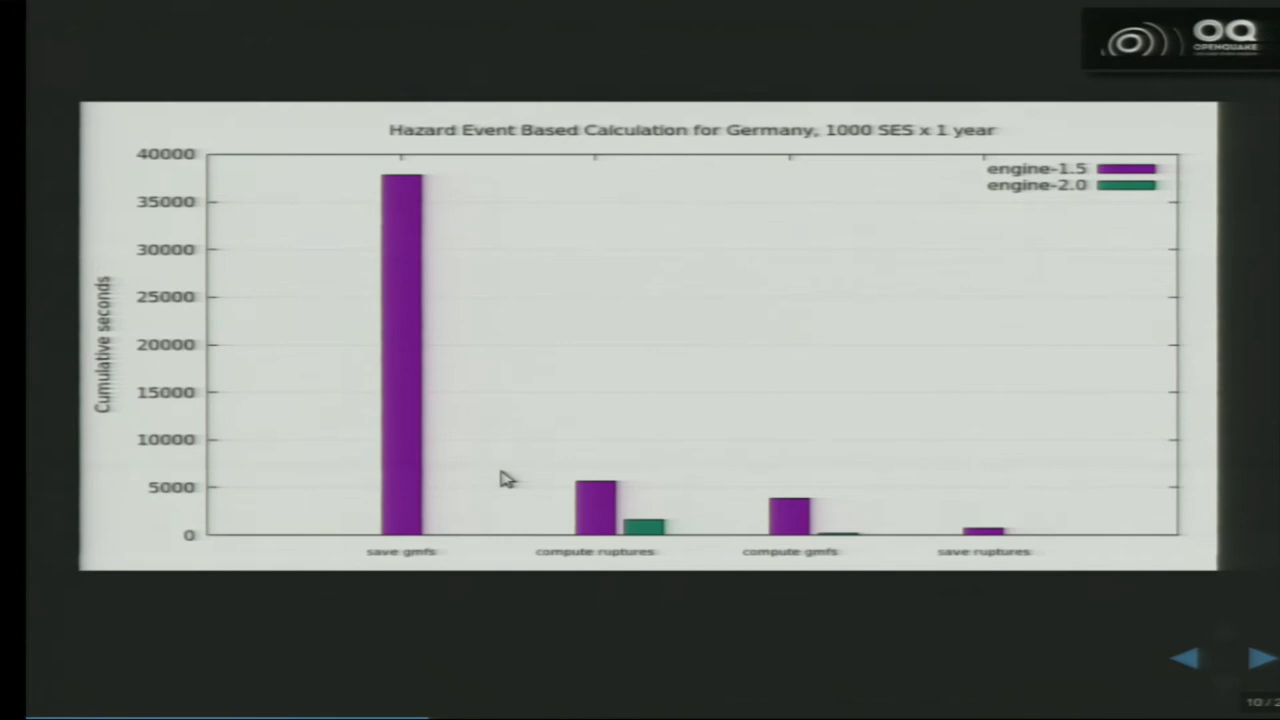 OQ
OPENQUAKE
Hazard Event Based Calculation for Germany, 1000 SES x 1 year
engine-1.5
engine-2.0
40000
35000
30000
25000
20000
15000
10000
5000
0
Cumulative seconds
save gmfs
compute ruptures
compute gmfs
save ruptures